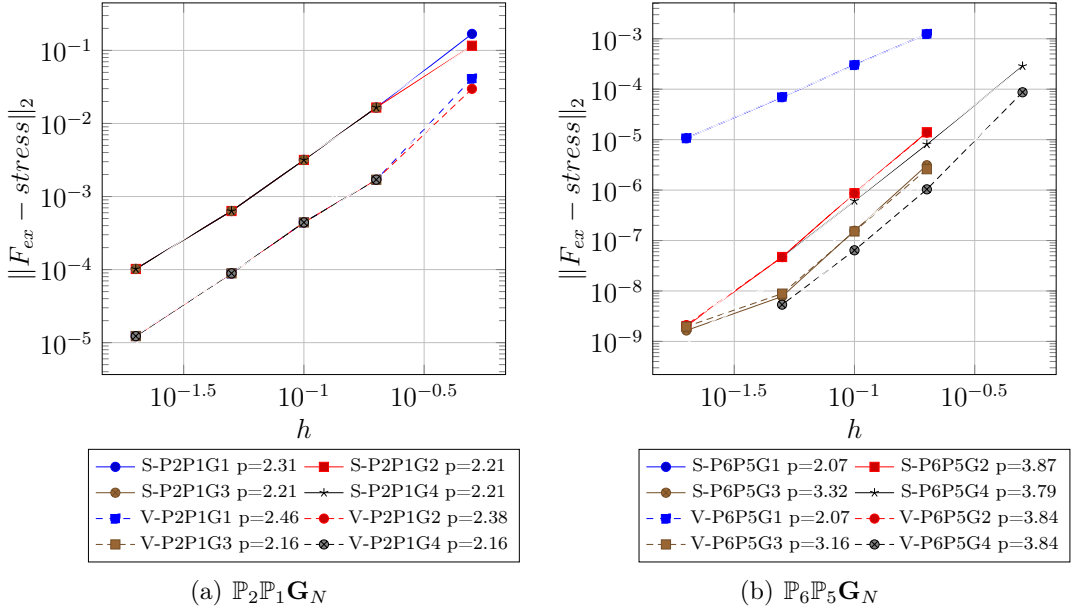 10^{-1}
10^{-2}
10^{-3}
10^{-4}
10^{-5}
||F_{ex} − stress||_2
10^{-1.5} 10^{-1} 10^{-0.5}
h
S-P2P1G1 p=2.31 S-P2P1G2 p=2.21
S-P2P1G3 p=2.21 S-P2P1G4 p=2.21
V-P2P1G1 p=2.46 V-P2P1G2 p=2.38
V-P2P1G3 p=2.16 V-P2P1G4 p=2.16
(a) ℙ_2ℙ_1𝐆_N
10^{-3}
10^{-4}
10^{-5}
10^{-6}
10^{-7}
10^{-8}
10^{-9}
||F_{ex} − stress||_2
10^{-1.5} 10^{-1} 10^{-0.5}
h
S-P6P5G1 p=2.07 S-P6P5G2 p=3.87
S-P6P5G3 p=3.32 S-P6P5G4 p=3.79
V-P6P5G1 p=2.07 V-P6P5G2 p=3.84
V-P6P5G3 p=3.16 V-P6P5G4 p=3.84
(b) ℙ_6ℙ_5𝐆_N